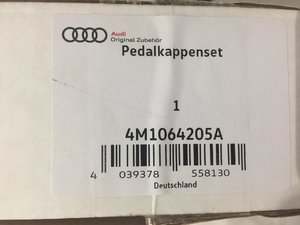 Audi
Original Zubehör
Pedalkappenset
1
4M1064205A
4 039378 558130
Deutschland